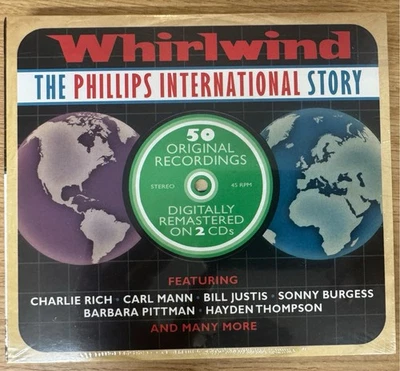 Whirlwind
THE PHILLIPS INTERNATIONAL STORY
50
ORIGINAL
RECORDINGS
STEREO
45 RPM
DIGITALLY
REMASTERED
ON 2 CDs
FEATURING
CHARLIE RICH • CARL MANN • BILL JUSTIS • SONNY BURGESS
BARBARA PITTMAN • HAYDEN THOMPSON
AND MANY MORE